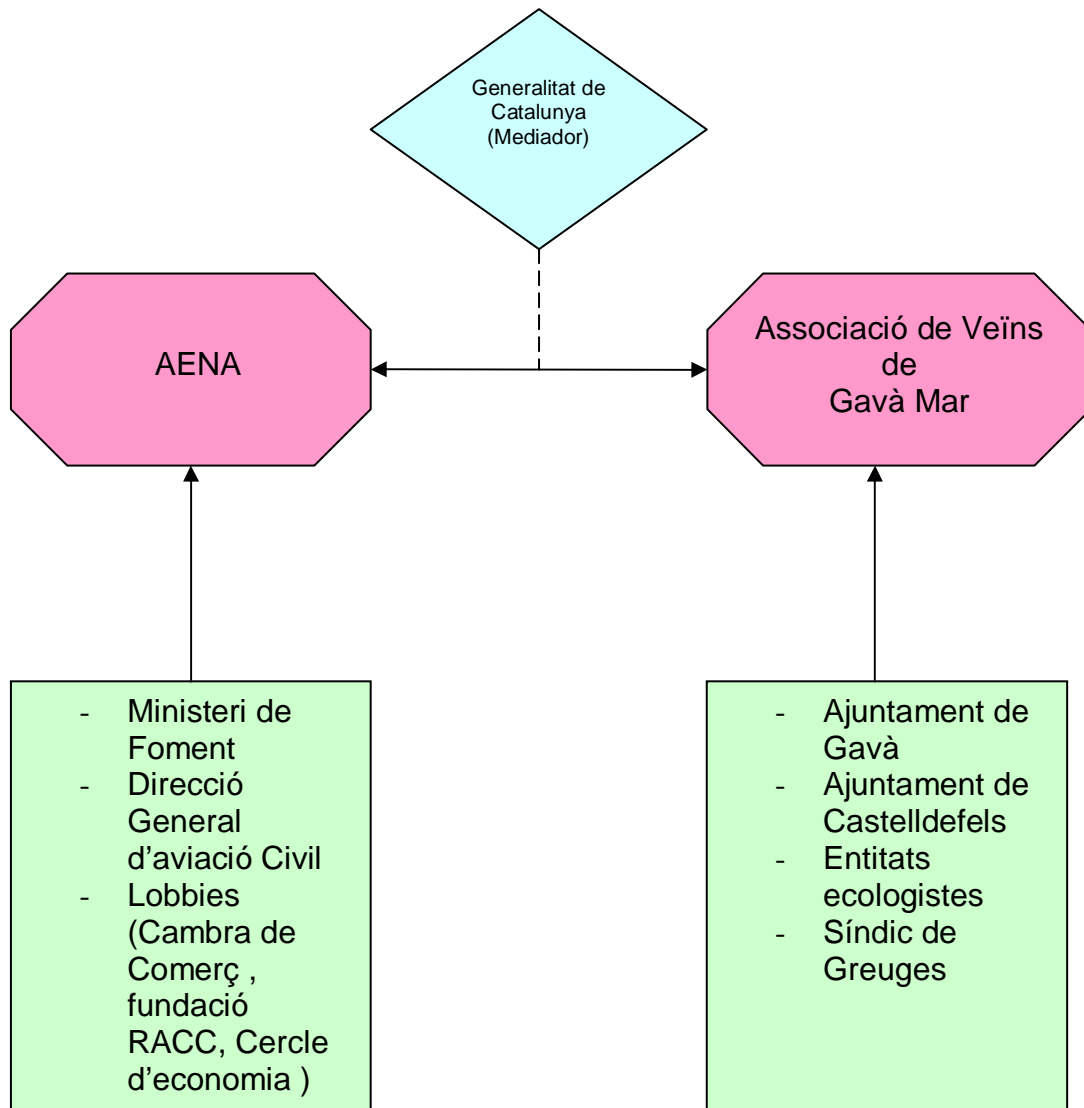 Generalitat de
Catalunya
(Mediador)
AENA
Associació de Veïns
de
Gavà Mar
- Ministeri de
Foment
- Direcció
General
d’aviació Civil
- Lobbies
(Cambra de
Comerç ,
fundació
RACC, Cercle
d’economia )
- Ajuntament de
Gavà
- Ajuntament de
Castelldefels
- Entitats
ecologistes
- Síndic de
Greuges